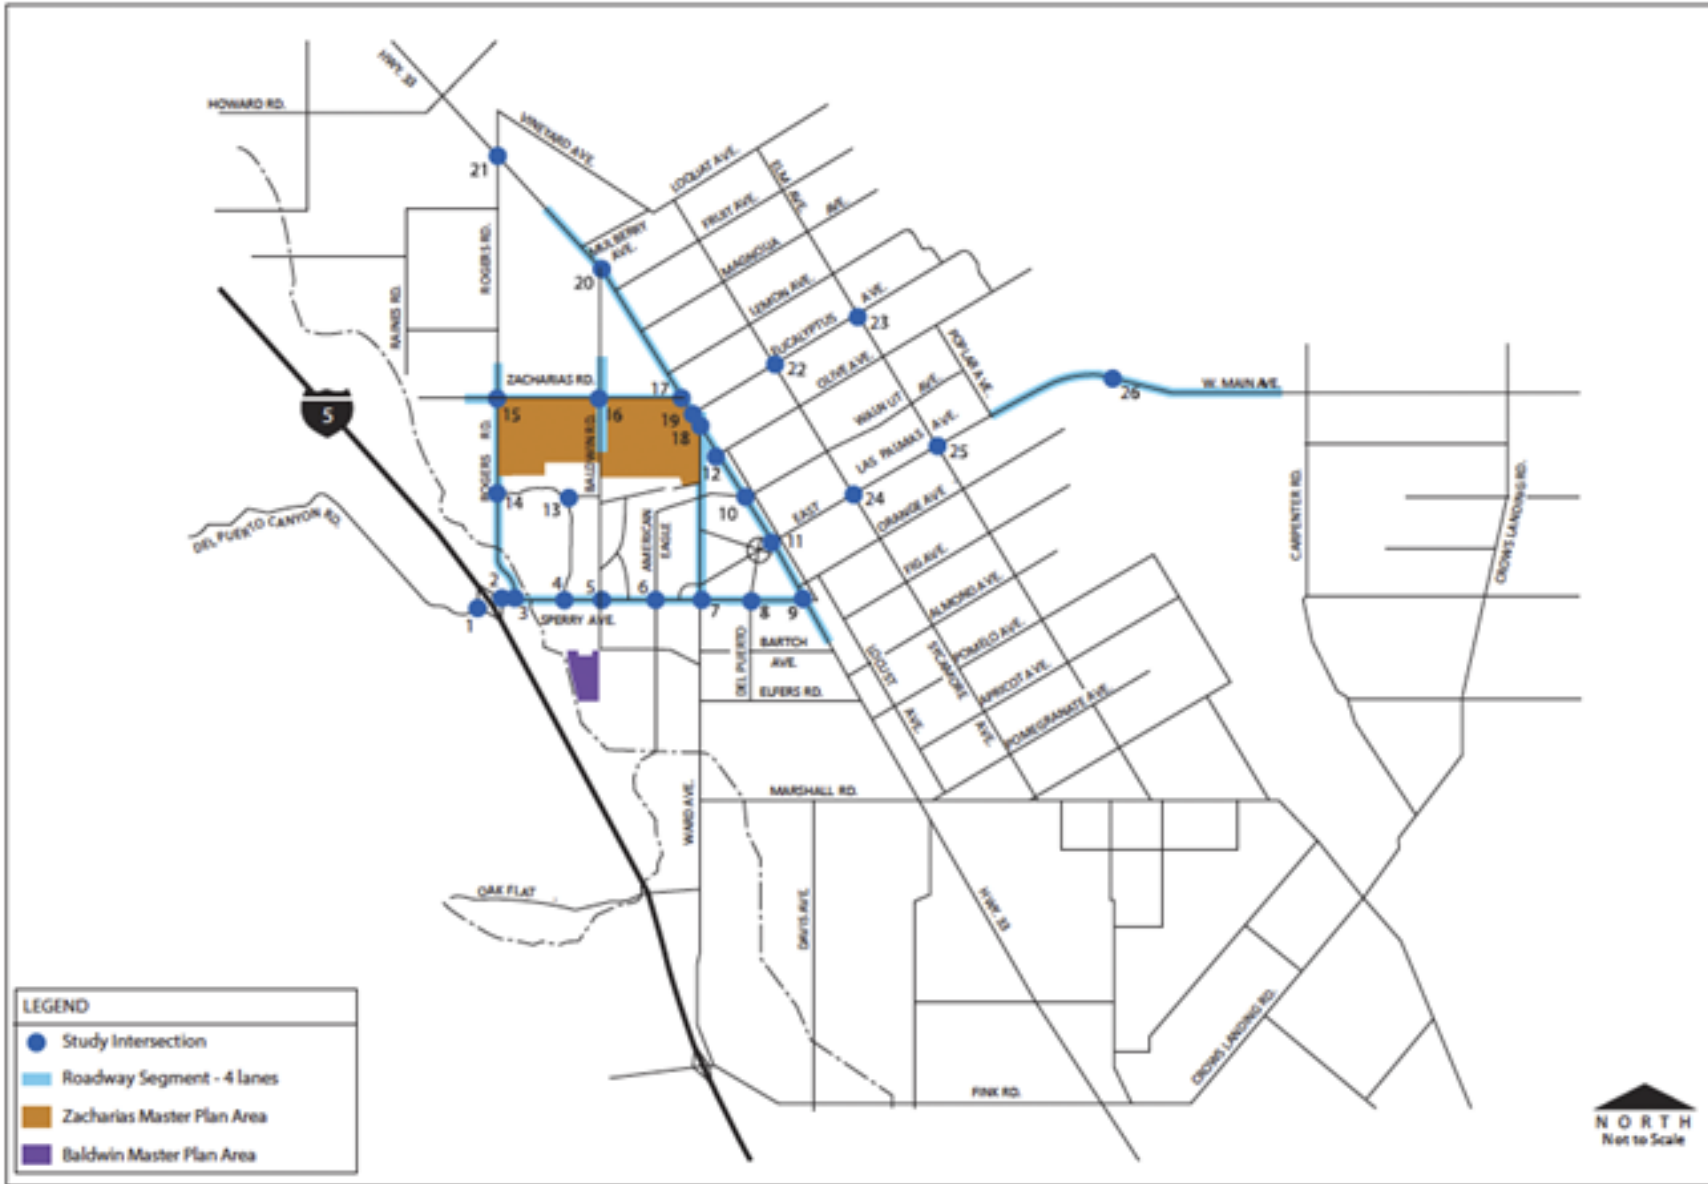 HWY. 33
HOWARD RD.
VINEYARD AVE.
21
LOQUAT AVE.
ELM AVE.
FRUIT AVE.
AVE.
MAGNOLIA
MULBERRY
AVE.
ROGERS RD.
20
LEMON AVE.
RAINES RD.
EUCALYPTUS AVE.
23
POPLAR AVE.
22
OLIVE AVE.
ZACHARIAS RD.
17
26
W. MAIN AVE.
15
16
19
WALNUT AVE.
18
ROGERS RD.
BALDWIN RD.
LAS PALMAS AVE.
25
12
14
13
10
EAST
24
ORANGE AVE
CARPENTER RD.
CROWS LANDING RD.
DEL PUERTO CANYON RD.
AMERICAN
EAGLE
11
FIG AVE.
2
4
5
6
ALMOND AVE.
1
3
SPERRY AVE.
7
8
9
DEL PUERTO
BARTCH
AVE.
POMELO AVE.
LOCUST
AVE.
SYCAMORE
AVE.
ELFERS RD.
APRICOT AVE.
POMEGRANATE AVE.
WARD AVE.
MARSHALL RD.
5
OAK FLAT
DAVIS AVE.
HWY. 33
CROWS LANDING RD.
FINK RD.
LEGEND
Study Intersection
Roadway Segment - 4 lanes
Zacharias Master Plan Area
Baldwin Master Plan Area
NORTH
Not to Scale